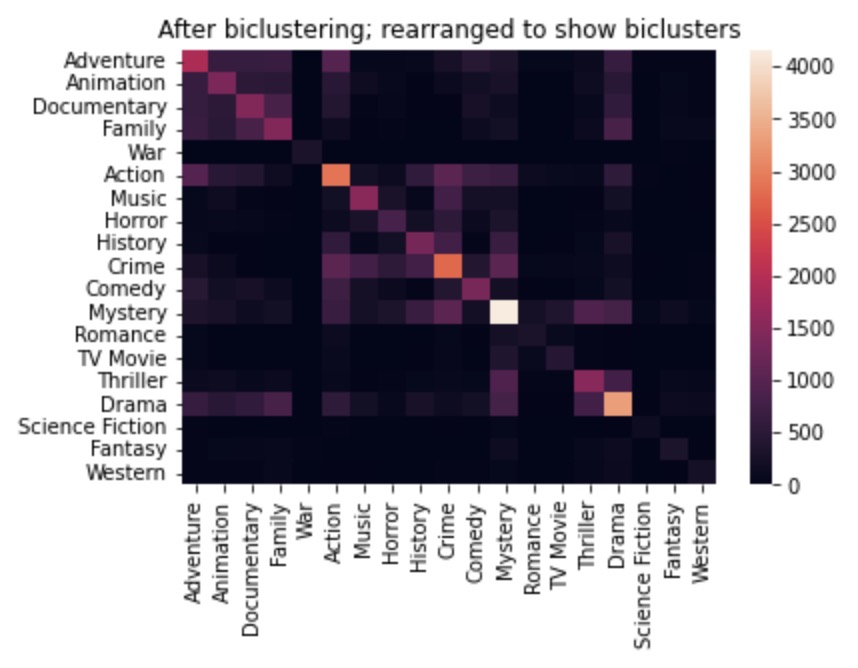 After biclustering; rearranged to show biclusters
Adventure
Animation
Documentary
Family
War
Action
Music
Horror
History
Crime
Comedy
Mystery
Romance
TV Movie
Thriller
Drama
Science Fiction
Fantasy
Western
Adventure
Animation
Documentary
Family
War
Action
Music
Horror
History
Crime
Comedy
Mystery
Romance
TV Movie
Thriller
Drama
Science Fiction
Fantasy
Western
4000
3500
3000
2500
2000
1500
1000
500
0